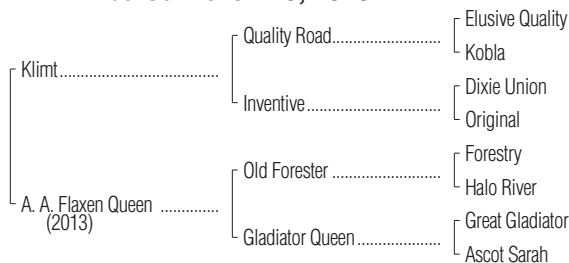 Elusive Quality
Quality Road
Kobla
Klimt
Dixie Union
Inventive
Original
Forestry
Old Forester
Halo River
A. A. Flaxen Queen
(2013)
Great Gladiator
Gladiator Queen
Ascot Sarah